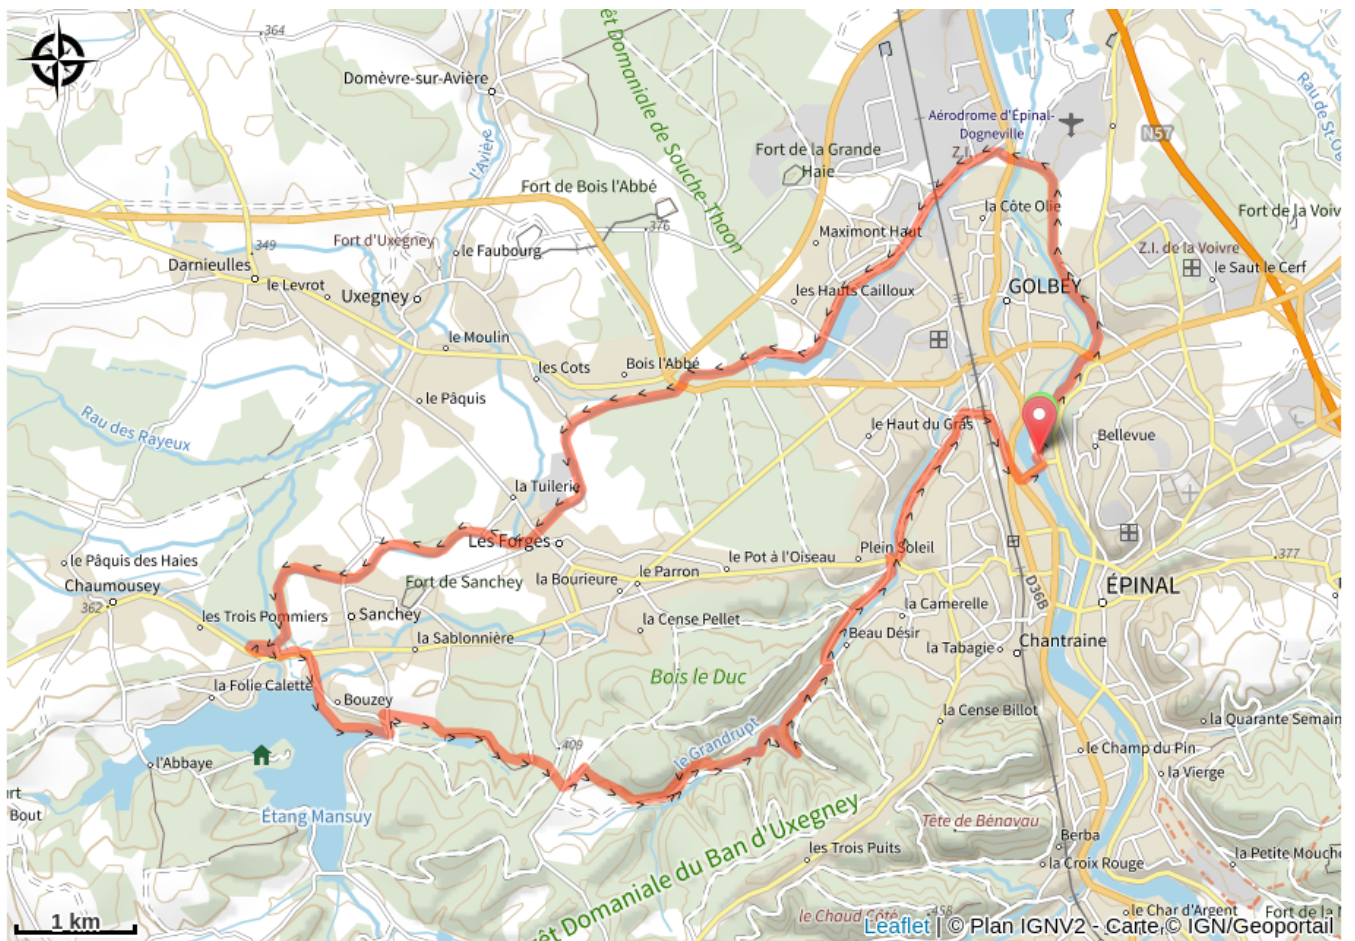 .364
Domèvre-sur-Avière
l'Avière
êt Domaniale de Souche-Thaon
Aérodrome d'Épinal-
Dogneville
Z.I.
N57
Rau de St-O
Fort de la Grande
Haie
Fort de Bois l'Abbé
.376
la Côte Olie
Fort de la Voiv
Maximont Haut
Z.I. de la Voivre
le Saut le Cerf
Fort d'Uxegney
le Faubourg
349
Darnieulles
le Levrot
Uxegney
les Hauts Cailloux
GOLBEY
le Moulin
les Cots
Bois l'Abbé
le Pâquis
Rau des Rayeux
le Haut du Gras
Bellevue
la Tuilerie
Les Forges
le Pot à l'Oiseau
Plein Soleil
.377
le Pâquis des Haies
Chaumousey
362
Fort de Sanchey
la Bourieure
le Parron
D36B
ÉPINAL
les Trois Pommiers
Sanchey
la Cense Pellet
la Camerelle
la Sablonnière
Beau Désir
la Tabagie
Chantraine
la Folie Calette
Bouzey
Bois le Duc
la Cense Billot
la Quarante Semain
le Grandrupt
.409
le Champ du Pin
l'Abbaye
la Vierge
rt
Bout
Étang Mansuy
Tête de Bénavau
Berba
les Trois Puits
la Croix Rouge
la Petite Mouche
êt Domaniale du Ban d'Uxegney
le Chaud Côté
.458
le Char d'Argent
Fort de la
1 km
Leaflet | © Plan IGNV2 - Carte © IGN/Geoportail